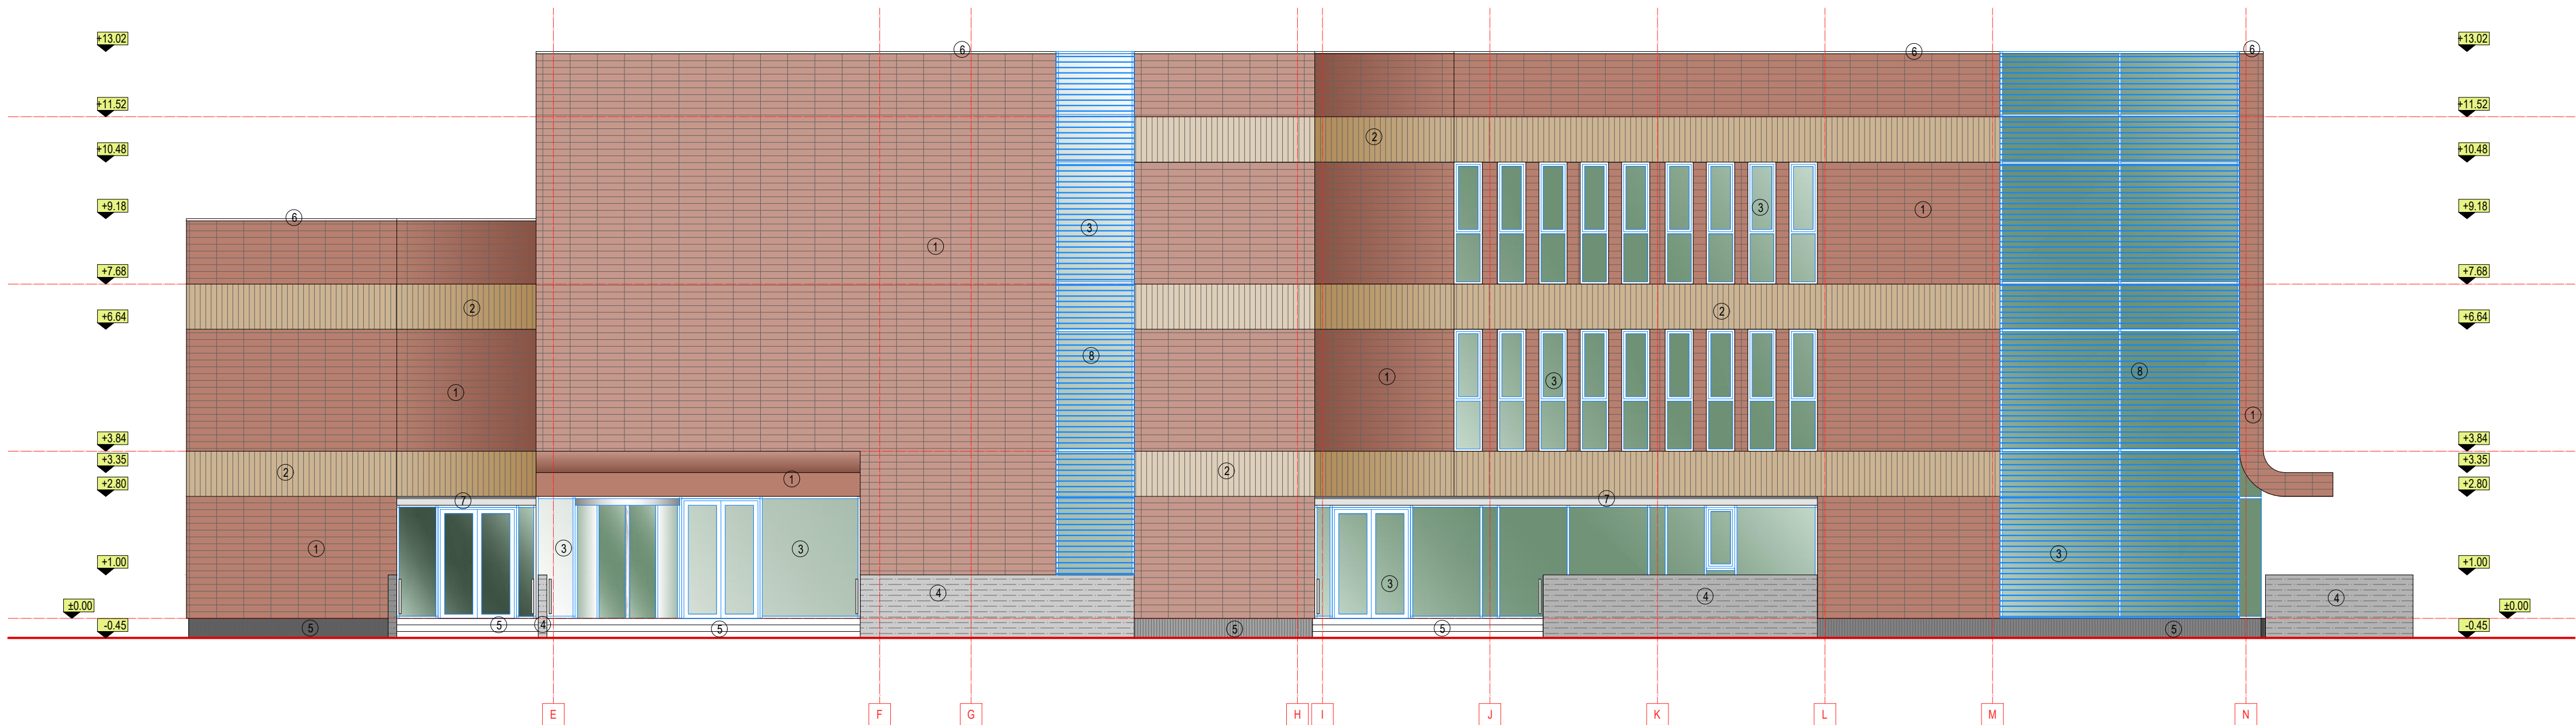 +13.02 6 6 6 +13.02
+11.52 +11.52
2
+10.48 +10.48
+9.18 6 3 3 1 +9.18
1
+7.68 +7.68
+6.64 2 2 +6.64
8 8
1 1 3
1
+3.84 +3.84
+3.35 2 1 2 +3.35
+2.80 7 7 +2.80
1 3 3 3
+1.00 3 +1.00
4 4 4
±0.00 ±0.00
-0.45 5 5 4 5 5 5 5 -0.45
E F G H I J K L M N